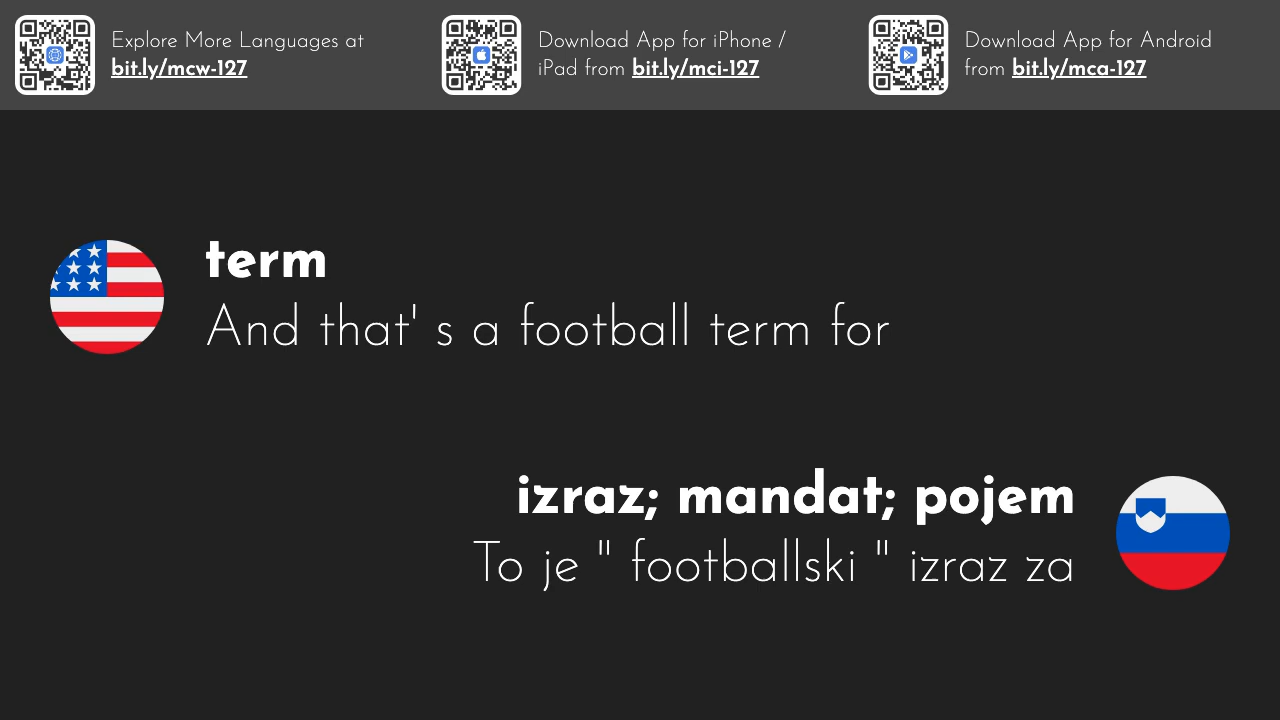 Explore More Languages at
bit.ly/mcw-127
Download App for iPhone /
iPad from bit.ly/mci-127
Download App for Android
from bit.ly/mca-127
term
And that' s a football term for
izraz; mandat; pojem
To je " footballski " izraz za